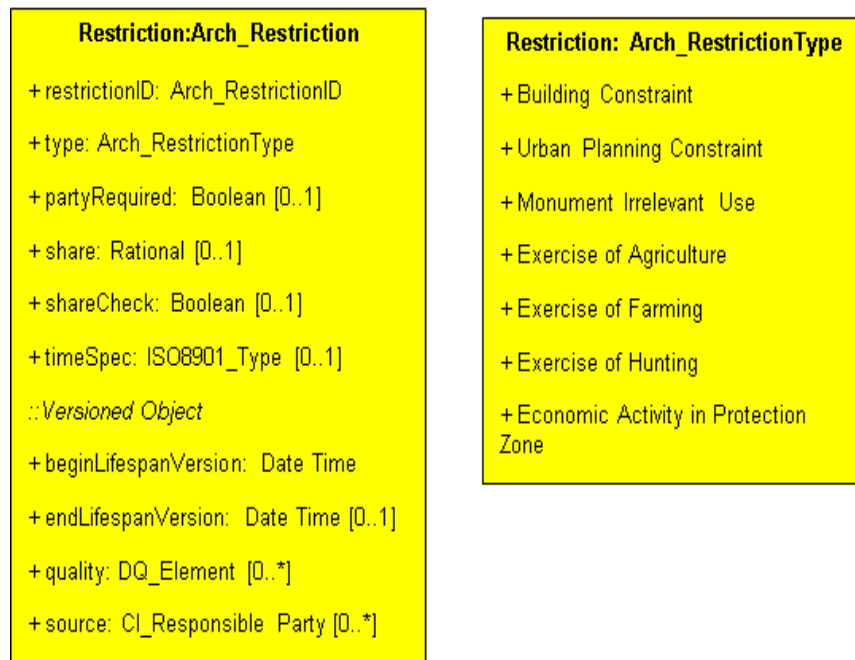 Restriction:Arch_Restriction
+ restrictionID: Arch_RestrictionID
+ type: Arch_RestrictionType
+ partyRequired: Boolean [0..1]
+ share: Rational [0..1]
+ shareCheck: Boolean [0..1]
+ timeSpec: ISO8901_Type [0..1]
::Versioned Object
+ beginLifespanVersion: Date Time
+ endLifespanVersion: Date Time [0..1]
+ quality: DQ_Element [0..*]
+ source: CI_Responsible Party [0..*]
Restriction: Arch_RestrictionType
+ Building Constraint
+ Urban Planning Constraint
+ Monument Irrelevant Use
+ Exercise of Agriculture
+ Exercise of Farming
+ Exercise of Hunting
+ Economic Activity in Protection
Zone